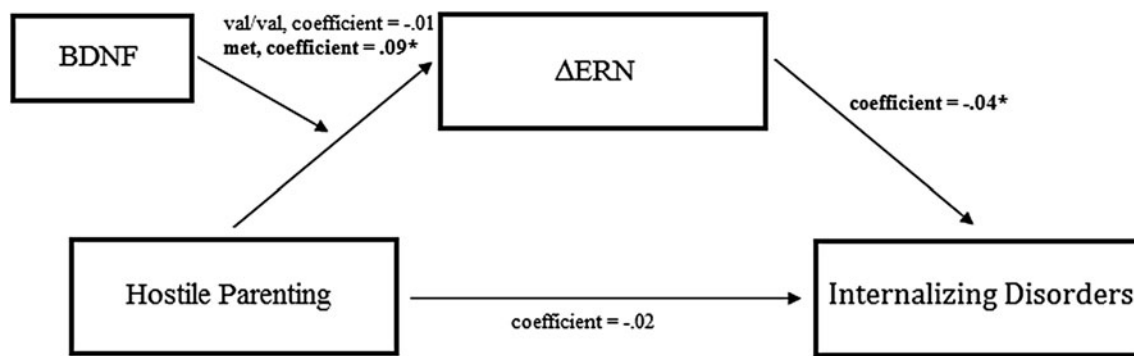 val/val, coefficient = -.01
met, coefficient = .09*
BDNF
ΔERN
coefficient = -.04*
Hostile Parenting
Internalizing Disorders
coefficient = -.02